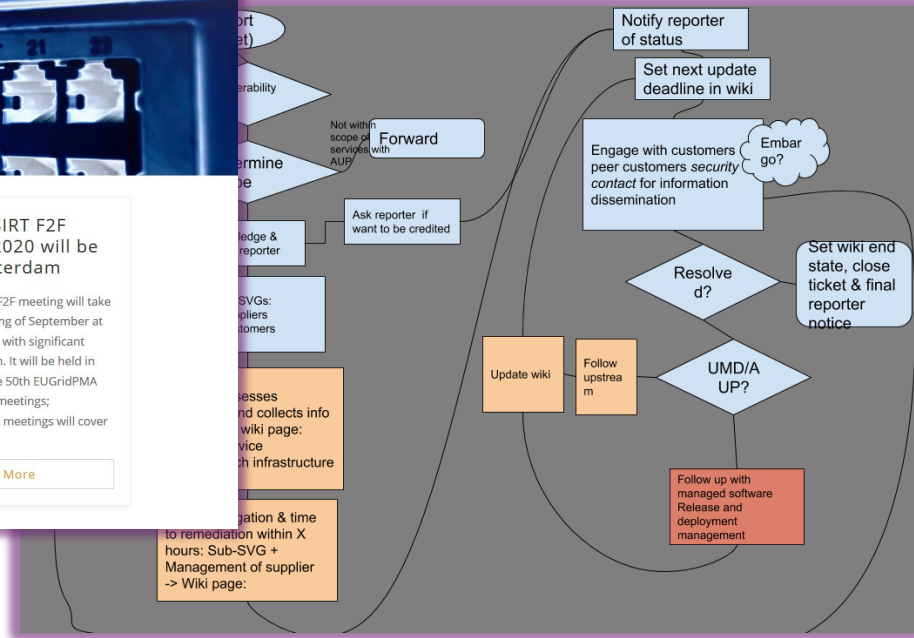 21
23
IRT F2F
2020 will be
terdam
F2F meeting will take
ng of September at
with significant
It will be held in
e 50th EUGridPMA
meetings;
meetings will cover
More
ort
et)
erability
ermine
pe
Not within
scope of
services with
AUP
Forward
ledge &
reporter
Ask reporter if
want to be credited
SVGs:
pliers
stomers
sesses
nd collects info
wiki page:
vice
ch infrastructure
gation & time
to remediation within X
hours: Sub-SVG +
Management of supplier
-> Wiki page:
Notify reporter
of status
Set next update
deadline in wiki
Engage with customers
peer customers security
contact for information
dissemination
Embar
go?
Resolve
d?
Set wiki end
state, close
ticket & final
reporter
notice
Update wiki
Follow
upstrea
m
UMD/A
UP?
Follow up with
managed software
Release and
deployment
management